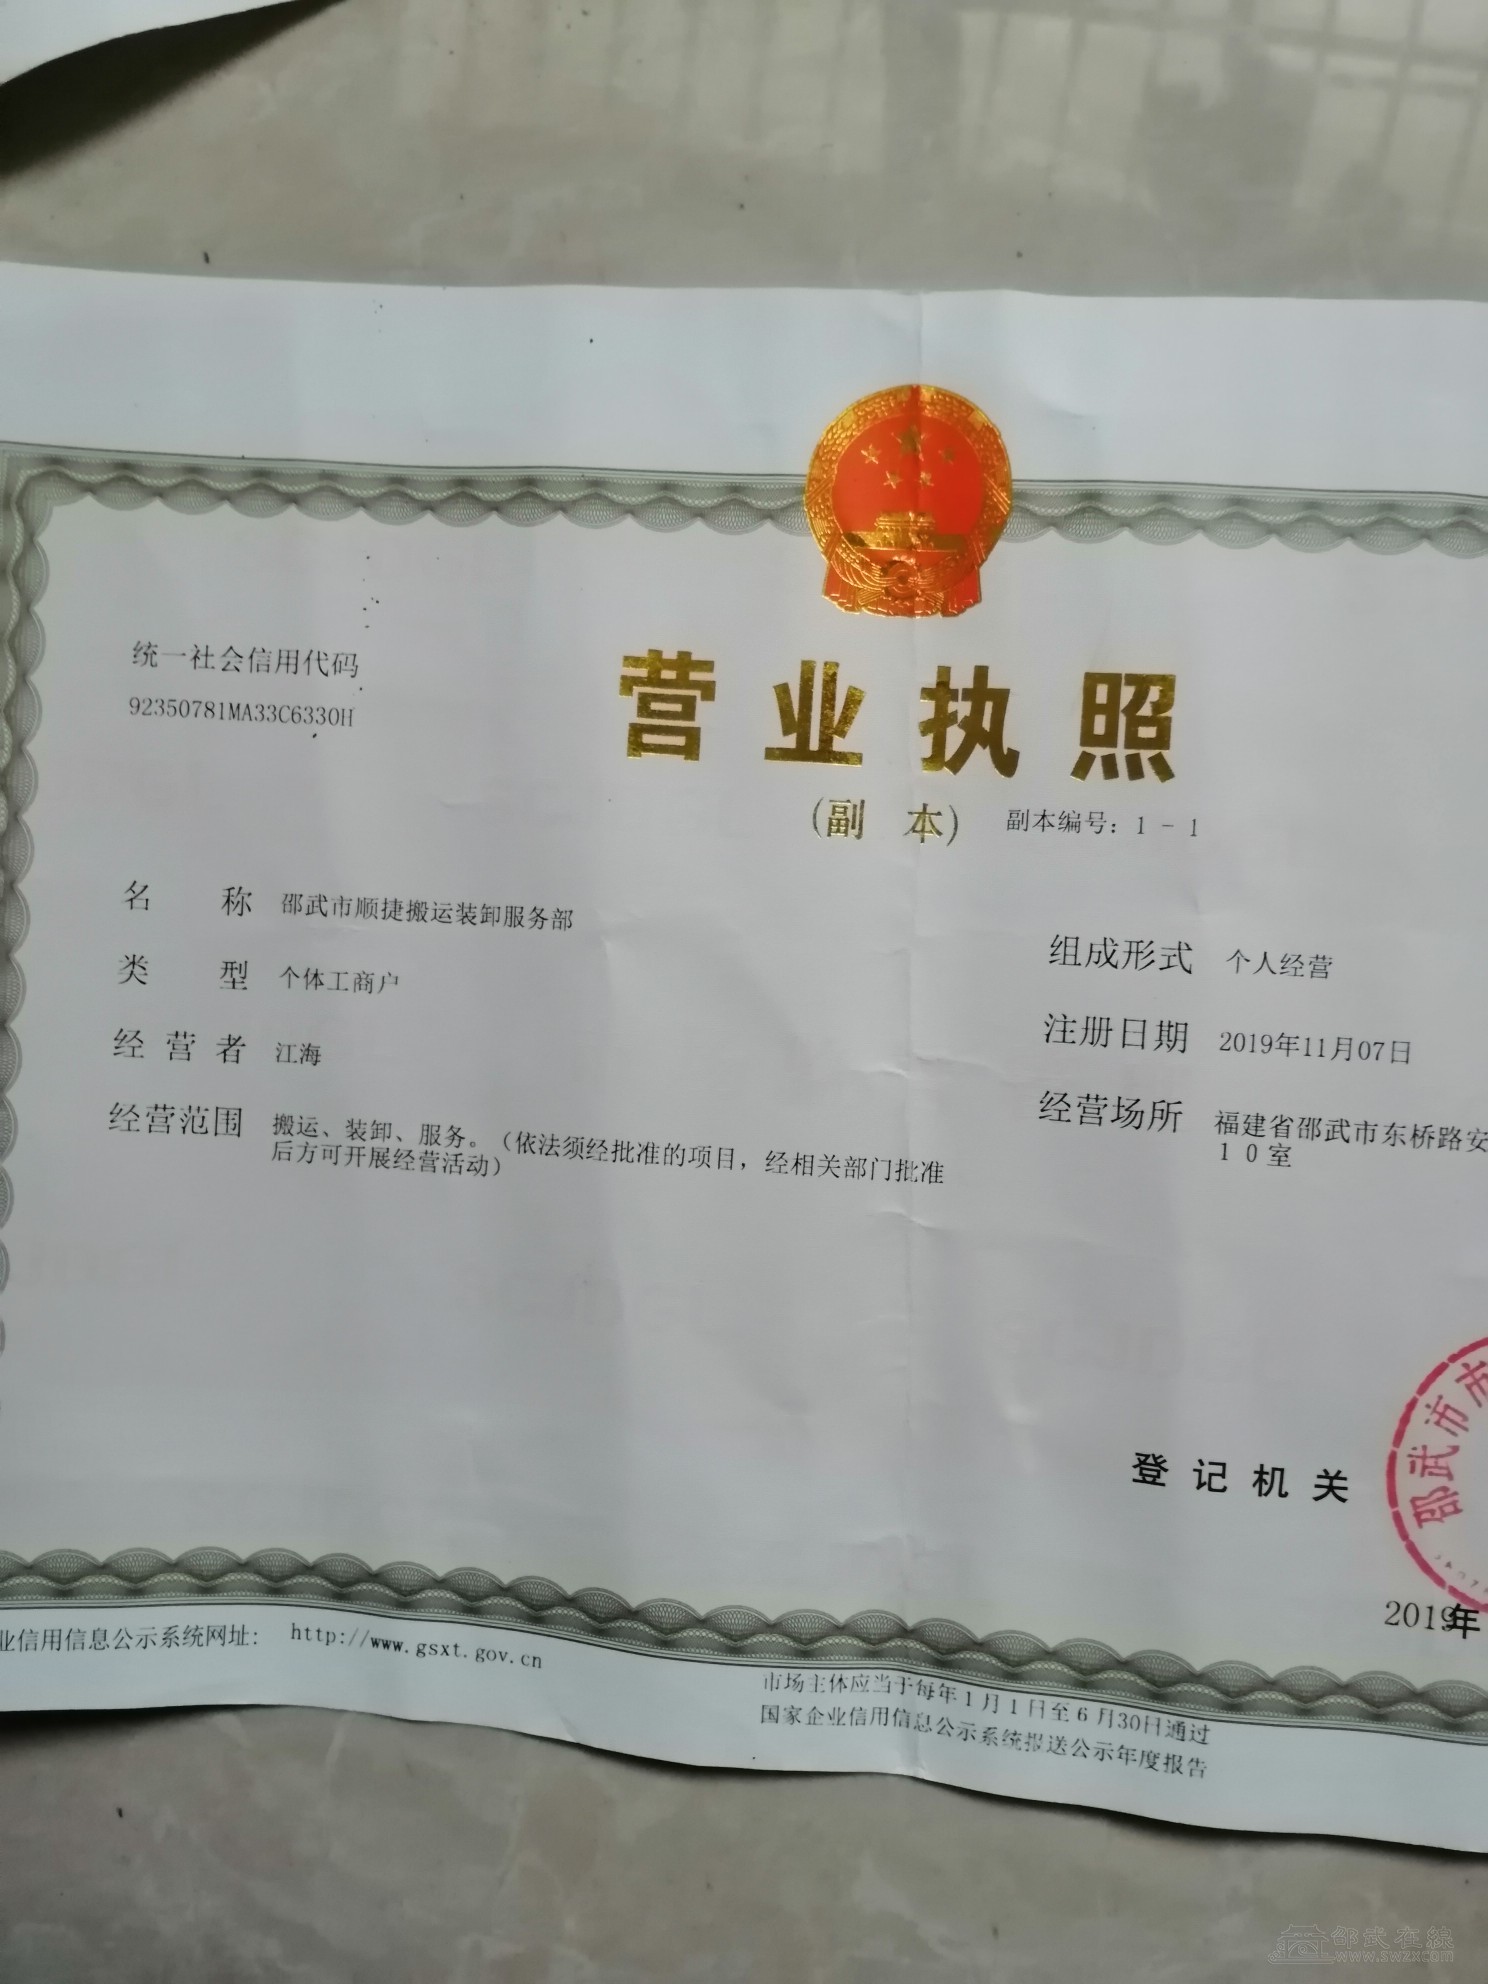 统一社会信用代码
92350781MA33C6330H
营业执照
(副 本) 副本编号：1 - 1
名 称 邵武市顺捷搬运装卸服务部
类 型 个体工商户
经营者 江海
经营范围 搬运、装卸、服务。（依法须经批准的项目，经相关部门批准
后方可开展经营活动）
组成形式 个人经营
注册日期 2019年11月07日
经营场所 福建省邵武市东桥路安
10室
登记机关
邵武市市
2019年
业信用信息公示系统网址： http://www.gsxt.gov.cn
市场主体应当于每年1月1日至6月30日通过
国家企业信用信息公示系统报送公示年度报告
邵武在線
www.swzx.com